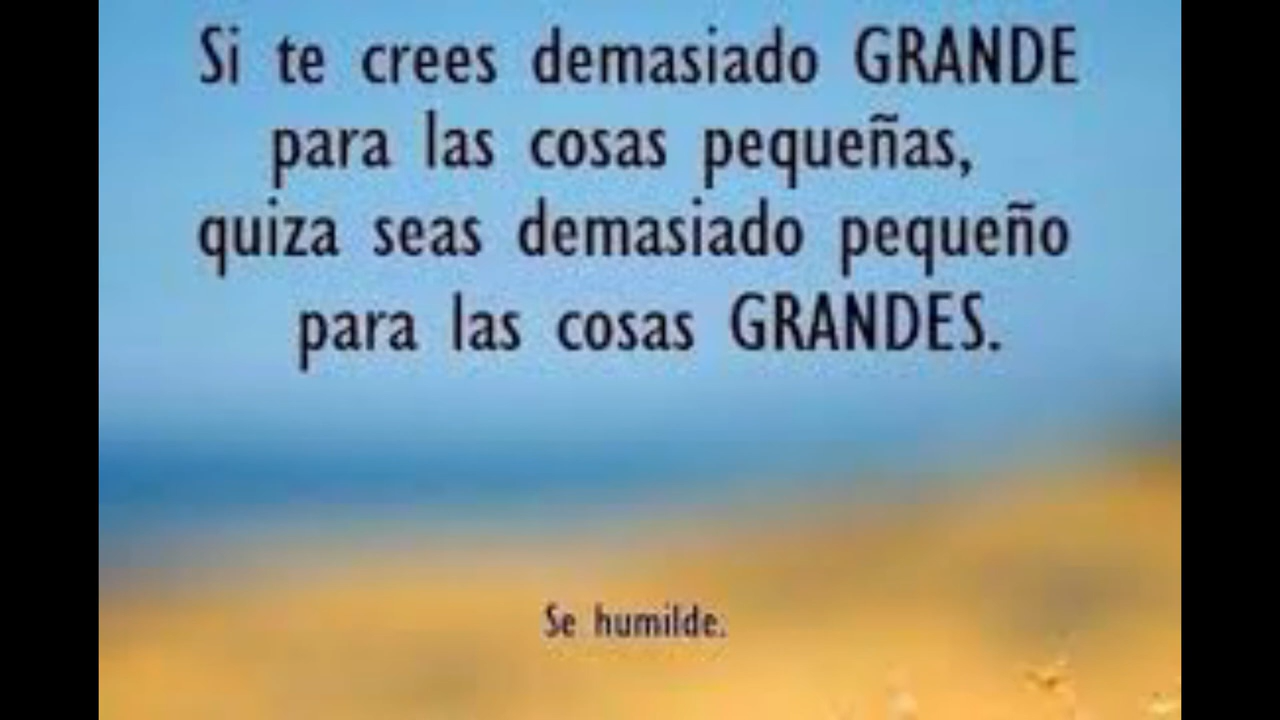 Si te crees demasiado GRANDE
para las cosas pequeñas,
quiza seas demasiado pequeño
para las cosas GRANDES.
Se humilde.